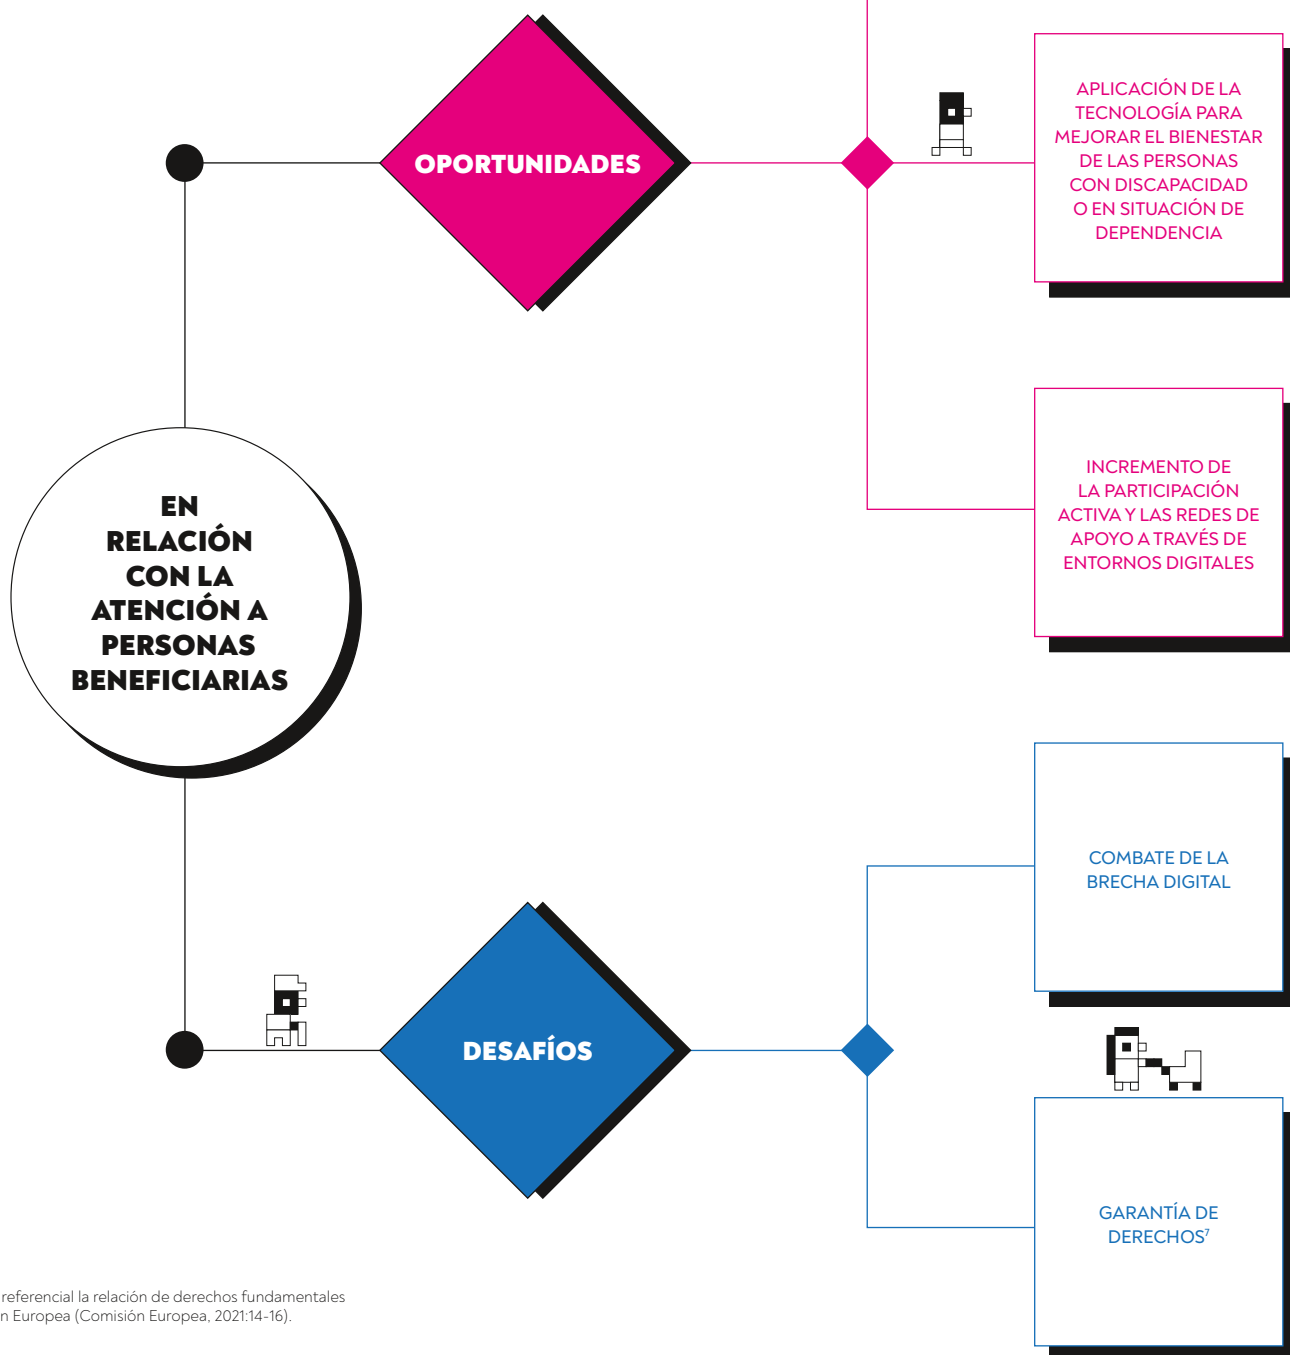 EN
RELACIÓN
CON LA
ATENCIÓN A
PERSONAS
BENEFICIARIAS
OPORTUNIDADES
APLICACIÓN DE LA
TECNOLOGÍA PARA
MEJORAR EL BIENESTAR
DE LAS PERSONAS
CON DISCAPACIDAD
O EN SITUACIÓN DE
DEPENDENCIA
INCREMENTO DE
LA PARTICIPACIÓN
ACTIVA Y LAS REDES DE
APOYO A TRAVÉS DE
ENTORNOS DIGITALES
DESAFÍOS
COMBATE DE LA
BRECHA DIGITAL
GARANTÍA DE
DERECHOS⁷
referencial la relación de derechos fundamentales
n Europea (Comisión Europea, 2021:14-16).